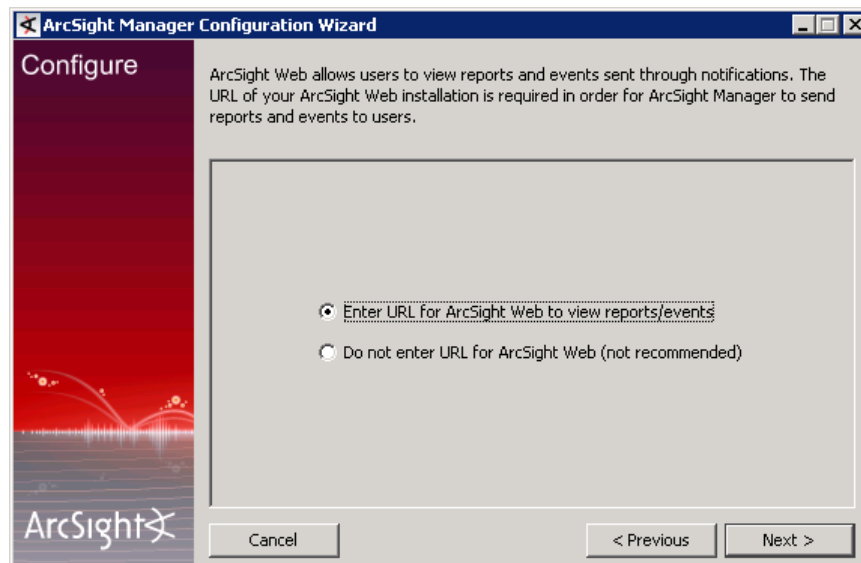 ArcSight Manager Configuration Wizard
Configure
ArcSight Web allows users to view reports and events sent through notifications. The
URL of your ArcSight Web installation is required in order for ArcSight Manager to send
reports and events to users.
Enter URL for ArcSight Web to view reports/events
Do not enter URL for ArcSight Web (not recommended)
ArcSight
Cancel
< Previous
Next >